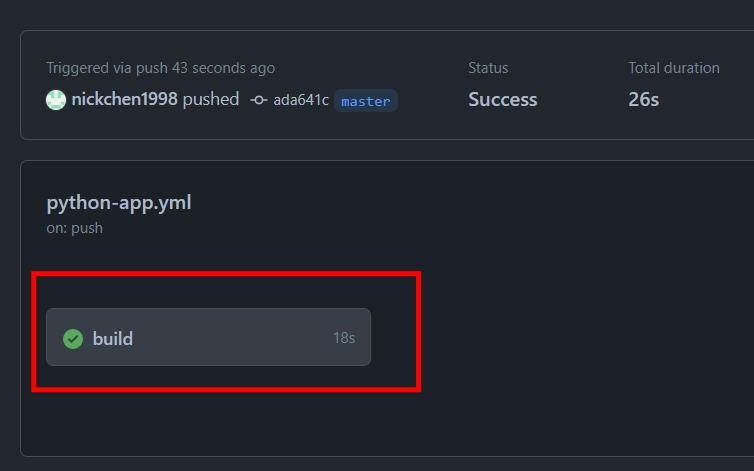 Triggered via push 43 seconds ago
Status
Total duration
nickchen1998 pushed ada641c master
Success
26s
python-app.yml
on: push
build 18s